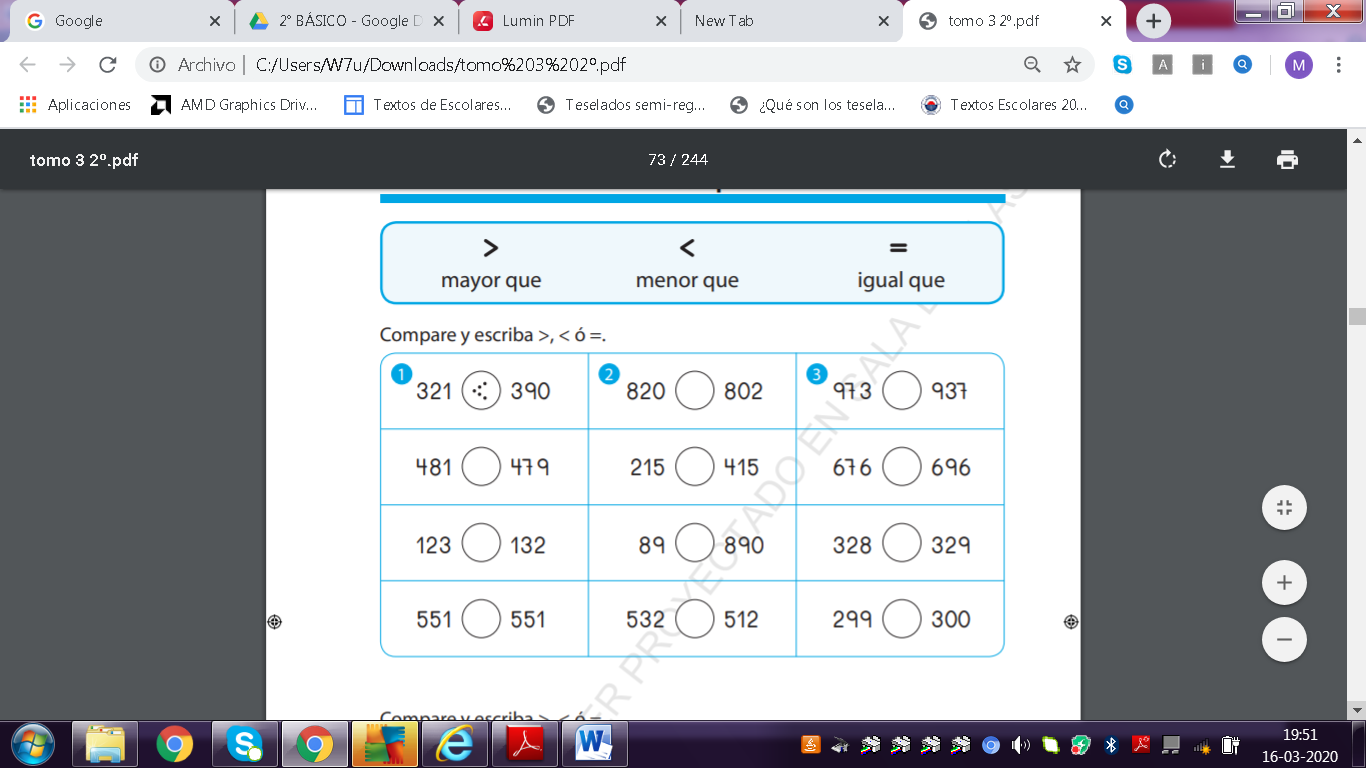 Google
2° BÁSICO - Google D
Lumin PDF
New Tab
tomo 3 2º.pdf
Archivo | C:/Users/W7u/Downloads/tomo%203%202º.pdf
M
Aplicaciones
AMD Graphics Driv...
Textos de Escolares...
Teselados semi-reg...
¿Qué son los tesela...
Textos Escolares 20...
tomo 3 2º.pdf
73 / 244
> < =
mayor que menor que igual que
Compare y escriba >, < ó =.
1 321 < 390 2 820 802 3 973 937
481 479 215 415 676 696
123 132 89 890 328 329
551 551 532 512 299 300
ER PROYECTADO EN SALA
Compare y escriba >, < ó =
19:51
16-03-2020